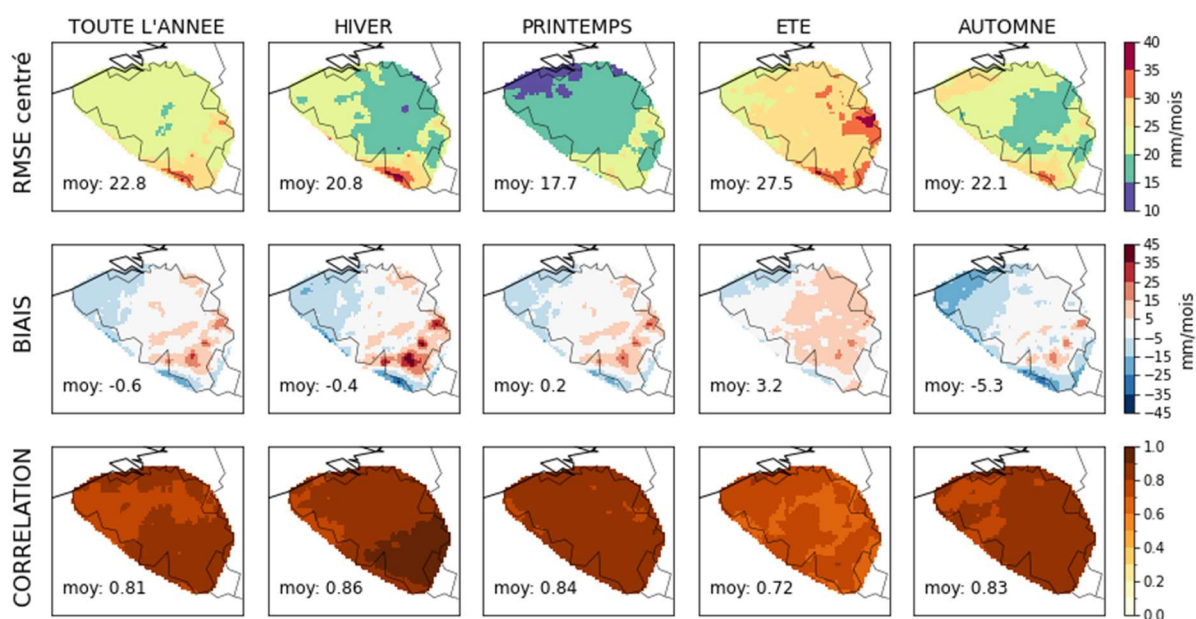 TOUTE L'ANNEE HIVER PRINTEMPS ETE AUTOMNE
RMSE centré
moy: 22.8 moy: 20.8 moy: 17.7 moy: 27.5 moy: 22.1
40
35
30
25
20
15
10
mm/mois
BIAIS
moy: -0.6 moy: -0.4 moy: 0.2 moy: 3.2 moy: -5.3
45
35
25
15
5
−5
−15
−25
−35
−45
mm/mois
CORRELATION
moy: 0.81 moy: 0.86 moy: 0.84 moy: 0.72 moy: 0.83
1.0
0.8
0.6
0.4
0.2
0.0